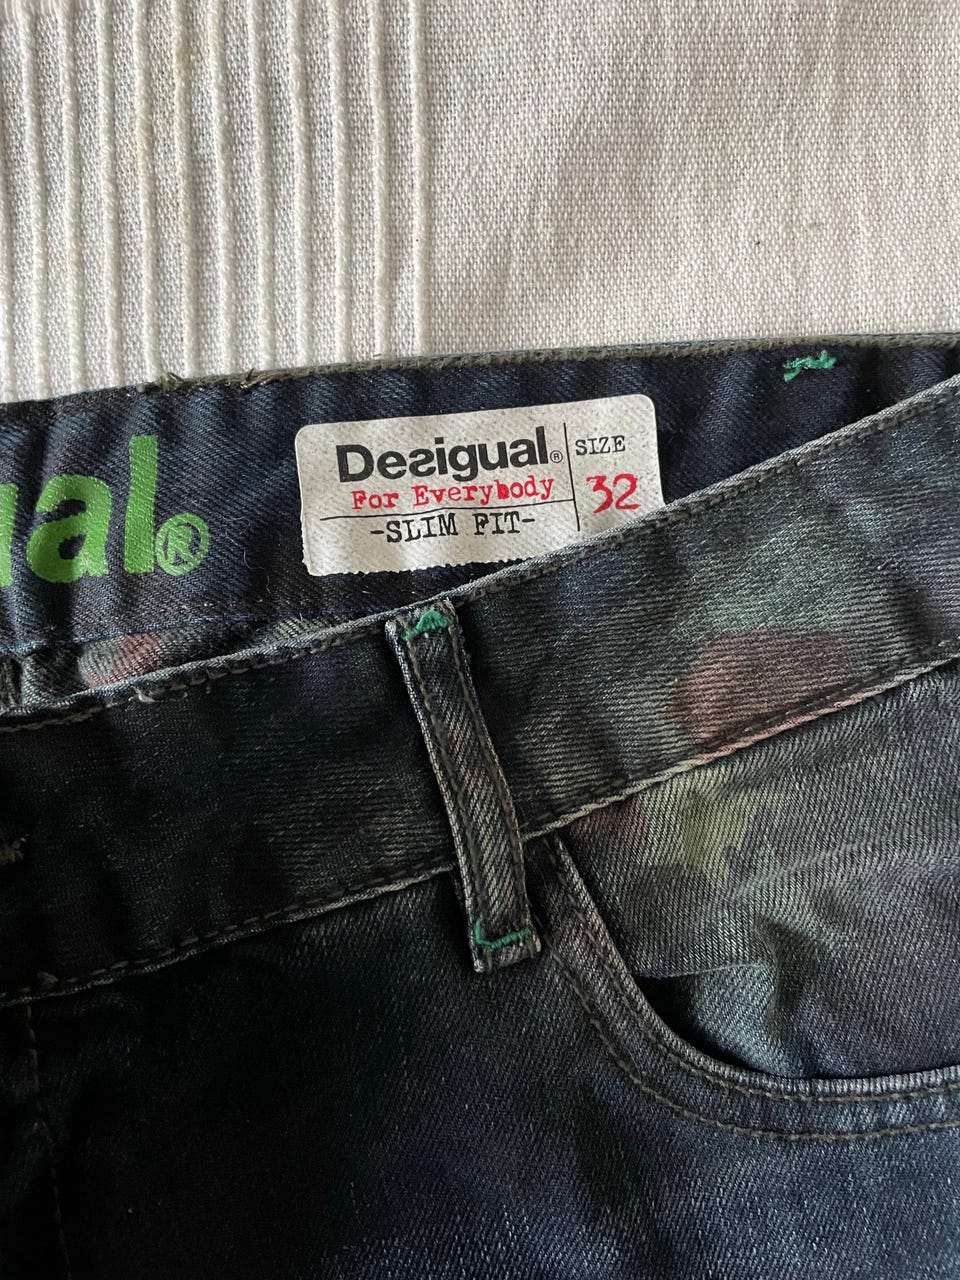 ual®
Desigual®
For Everybody
-SLIM FIT-
SIZE
32